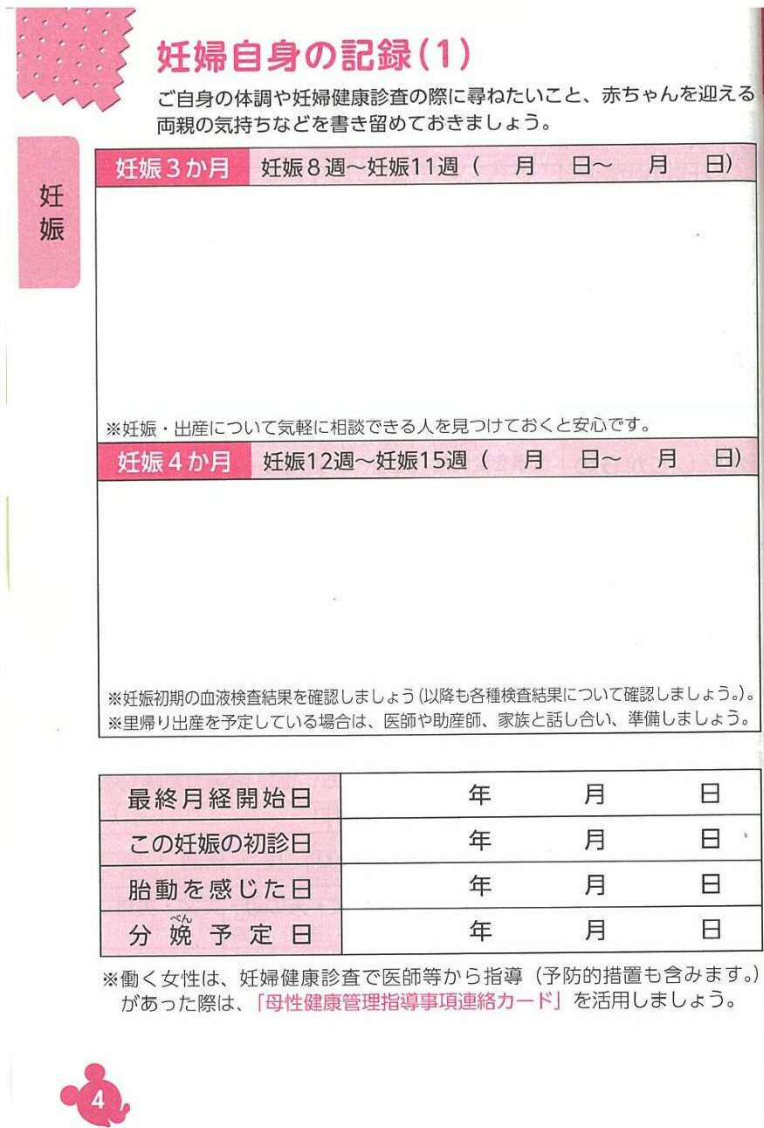 妊婦自身の記録(1)
ご自身の体調や妊婦健康診査の際に尋ねたいこと、赤ちゃんを迎える
両親の気持ちなどを書き留めておきましょう。
妊娠
妊娠3か月 妊娠8週~妊娠11週( 月 日~ 月 日)
※妊娠・出産について気軽に相談できる人を見つけておくと安心です。
妊娠4か月 妊娠12週~妊娠15週( 月 日~ 月 日)
※妊娠初期の血液検査結果を確認しましょう(以降も各種検査結果について確認しましょう。)。
※里帰り出産を予定している場合は、医師や助産師、家族と話し合い、準備しましょう。
最終月経開始日 年 月 日
この妊娠の初診日 年 月 日
胎動を感じた日 年 月 日
べん
分娩予定日 年 月 日
※働く女性は、妊婦健康診査で医師等から指導(予防的措置も含みます。)
があった際は、「母性健康管理指導事項連絡カード」を活用しましょう。
4